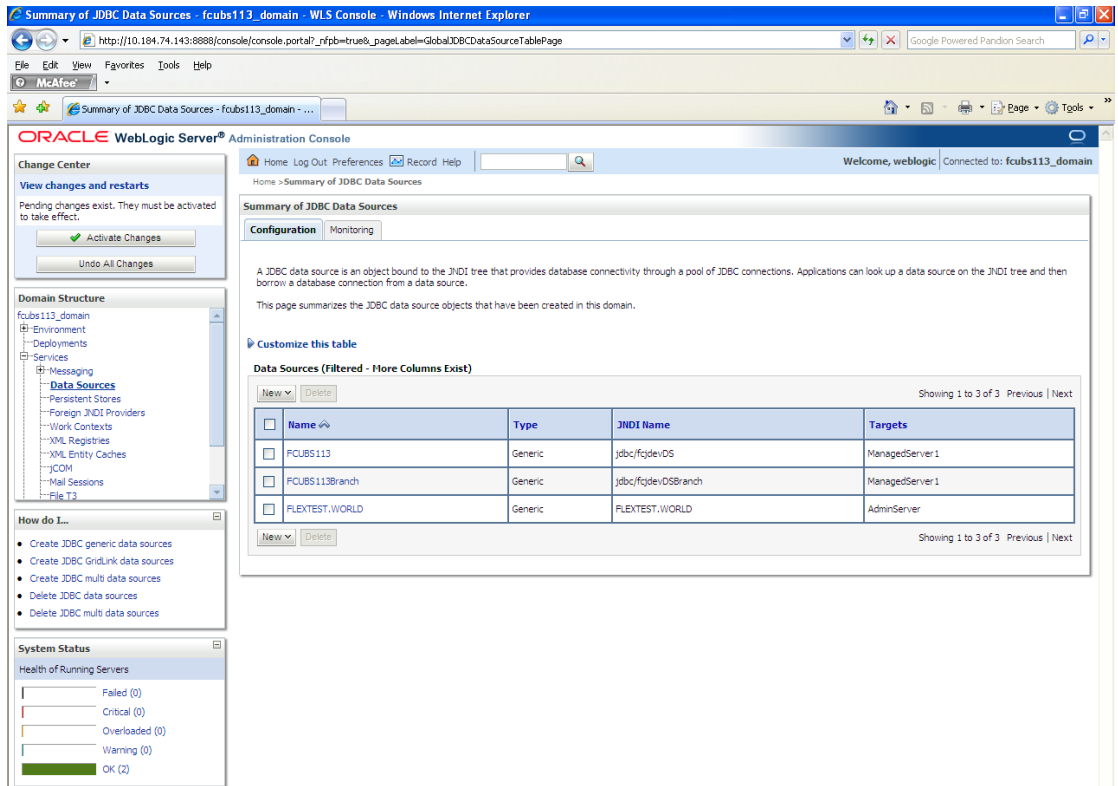 Summary of JDBC Data Sources - fcubs113_domain - WLS Console - Windows Internet Explorer
http://10.184.74.143:8888/console/console.portal?_nfpb=true&_pageLabel=GlobalJDBCDataSourceTablePage
Google Powered Pandion Search
File Edit View Favorites Tools Help
McAfee
Summary of JDBC Data Sources - fcubs113_domain - ...
Page Tools
ORACLE WebLogic Server® Administration Console
Change Center
View changes and restarts
Pending changes exist. They must be activated
to take effect.
Activate Changes
Undo All Changes
Domain Structure
fcubs113_domain
Environment
Deployments
Services
Messaging
Data Sources
Persistent Stores
Foreign JNDI Providers
Work Contexts
XML Registries
XML Entity Caches
jCOM
Mail Sessions
File T3
How do I...
Create JDBC generic data sources
Create JDBC GridLink data sources
Create JDBC multi data sources
Delete JDBC data sources
Delete JDBC multi data sources
System Status
Health of Running Servers
Failed (0)
Critical (0)
Overloaded (0)
Warning (0)
OK (2)
Home Log Out Preferences Record Help
Welcome, weblogic Connected to: fcubs113_domain
Home >Summary of JDBC Data Sources
Summary of JDBC Data Sources
Configuration Monitoring
A JDBC data source is an object bound to the JNDI tree that provides database connectivity through a pool of JDBC connections. Applications can look up a data source on the JNDI tree and then
borrow a database connection from a data source.
This page summarizes the JDBC data source objects that have been created in this domain.
Customize this table
Data Sources (Filtered - More Columns Exist)
New Delete Showing 1 to 3 of 3 Previous | Next
Name Type JNDI Name Targets
FCUBS113 Generic jdbc/fcjdevDS ManagedServer1
FCUBS113Branch Generic jdbc/fcjdevDSBranch ManagedServer1
FLEXTEST.WORLD Generic FLEXTEST.WORLD AdminServer
New Delete Showing 1 to 3 of 3 Previous | Next